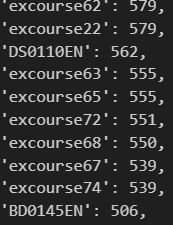 'excourse62': 579,
'excourse22': 579,
'DS0110EN': 562,
'excourse63': 555,
'excourse65': 555,
'excourse72': 551,
'excourse68': 550,
'excourse67': 539,
'excourse74': 539,
'BD0145EN': 506,